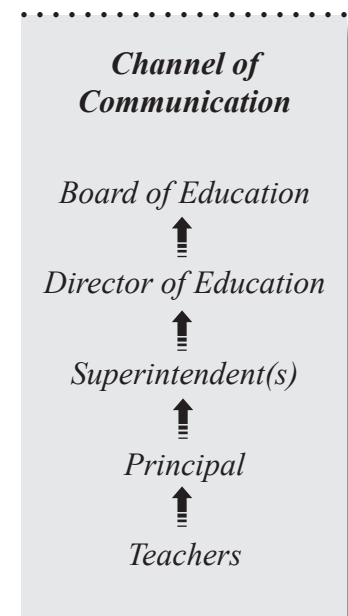 Channel of
Communication
Board of Education
Director of Education
Superintendent(s)
Principal
Teachers